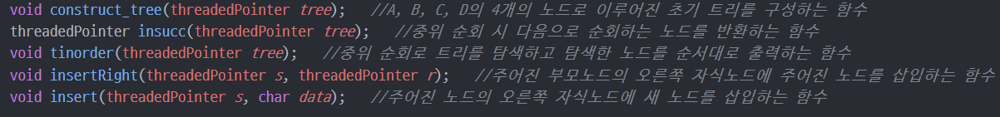 void construct_tree(threadedPointer tree);   //A, B, C, D의 4개의 노드로 이루어진 초기 트리를 구성하는 함수
threadedPointer insucc(threadedPointer tree);   //중위 순회 시 다음으로 순회하는 노드를 반환하는 함수
void tinorder(threadedPointer tree);   //중위 순회로 트리를 탐색하고 탐색한 노드를 순서대로 출력하는 함수
void insertRight(threadedPointer s, threadedPointer r);   //주어진 부모노드의 오른쪽 자식노드에 주어진 노드를 삽입하는 함수
void insert(threadedPointer s, char data);   //주어진 노드의 오른쪽 자식노드에 새 노드를 삽입하는 함수